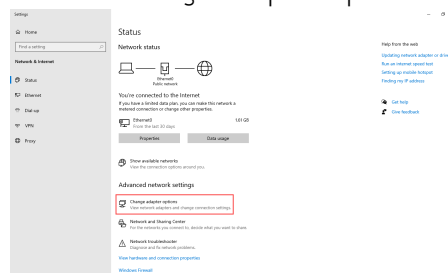 Settings
Home
Find a setting
Network & Internet
Status
Ethernet
Dial-up
VPN
Proxy
Status
Network status
Ethernet0
Public network
You're connected to the Internet
If you have a limited data plan, you can make this network a
metered connection or change other properties.
Ethernet0
From the last 30 days
1.01 GB
Properties
Data usage
Show available networks
View the connection options around you.
Advanced network settings
Change adapter options
View network adapters and change connection settings.
Network and Sharing Center
For the networks you connect to, decide what you want to share.
Network troubleshooter
Diagnose and fix network problems.
View hardware and connection properties
Windows Firewall
Help from the web
Updating network adapter or driver
Run an internet speed test
Setting up mobile hotspot
Finding my IP address
Get help
Give feedback